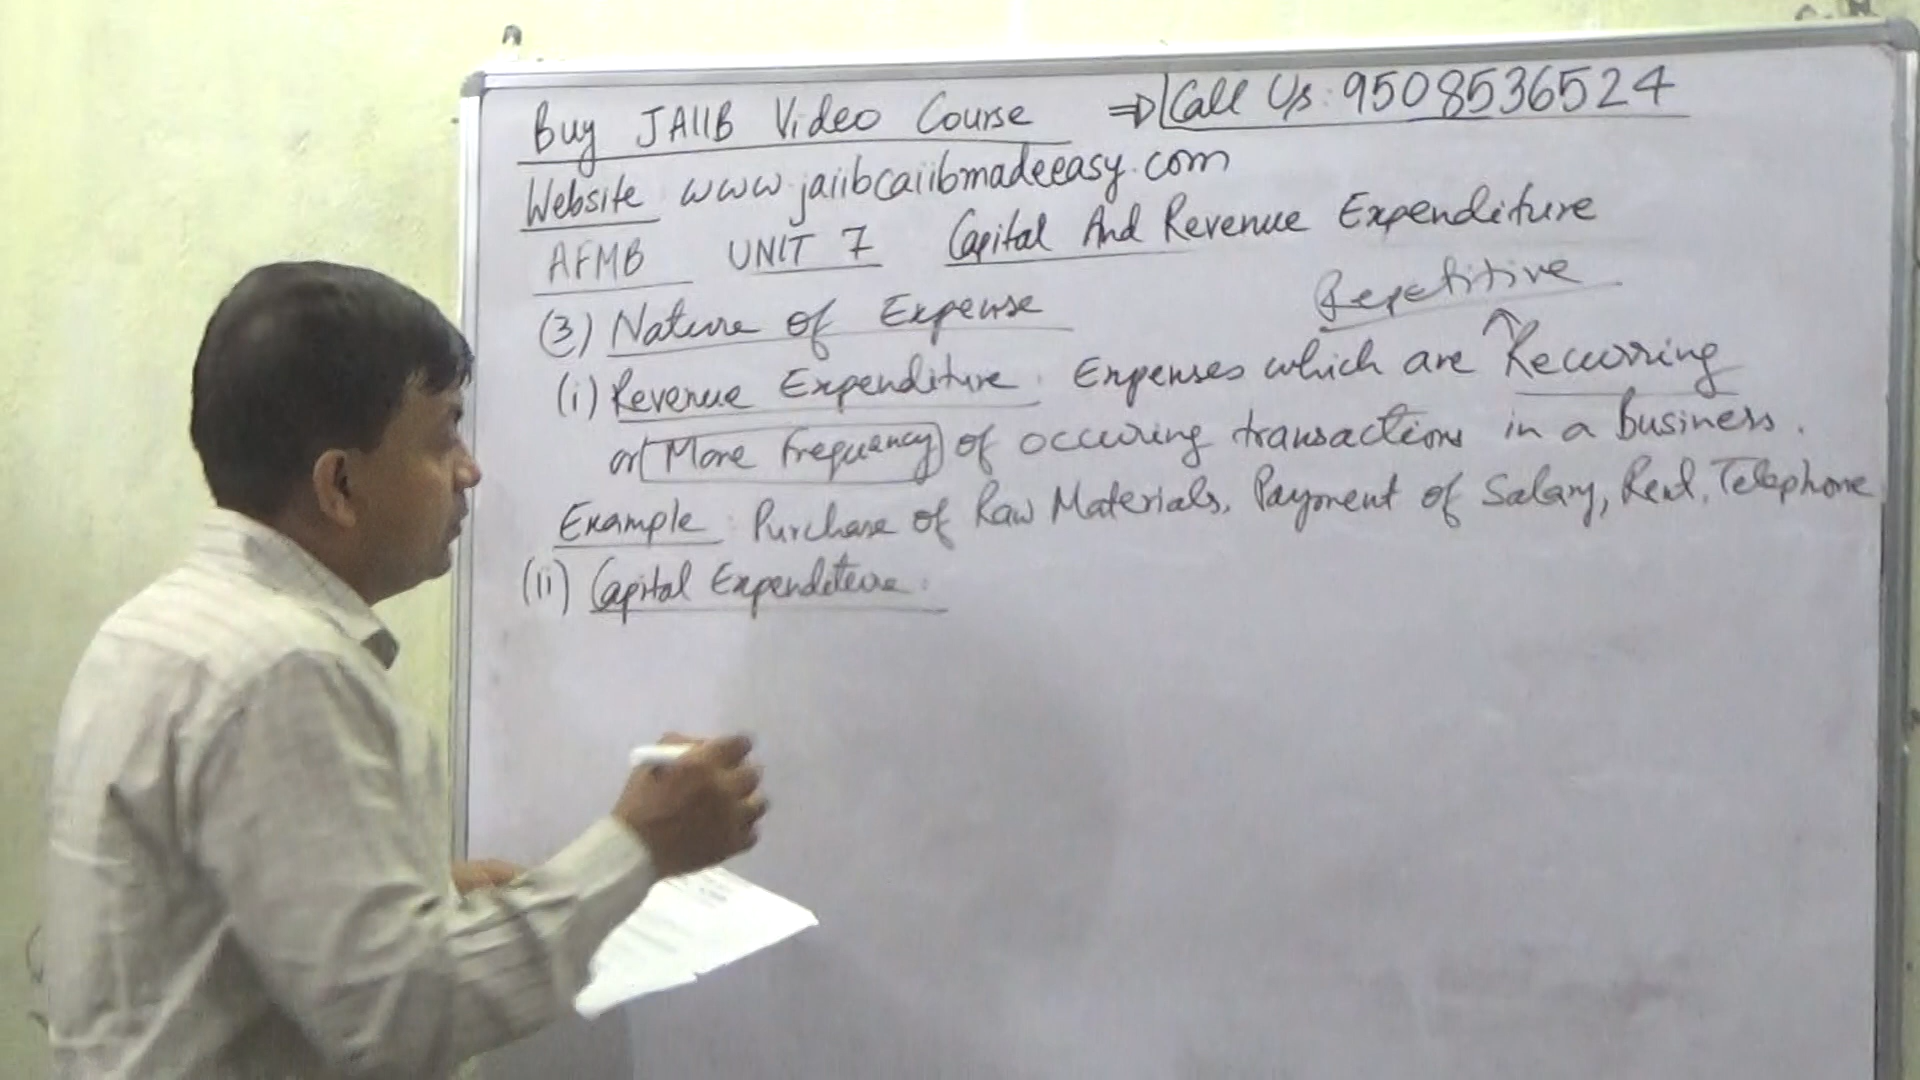 Buy JAIIB Video Course ⇒ Call Us: 9508536524
Website www.jaiibcaiibmadeeasy.com
AFMB UNIT 7 Capital And Revenue Expenditure
Repetitive
(3) Nature of Expense
(i) Revenue Expenditure: Expenses which are Recurring
or More frequency of occuring transactions in a business.
Example: Purchase of Raw Materials, Payment of Salary, Rent, Telephone
(ii) Capital Expenditure: